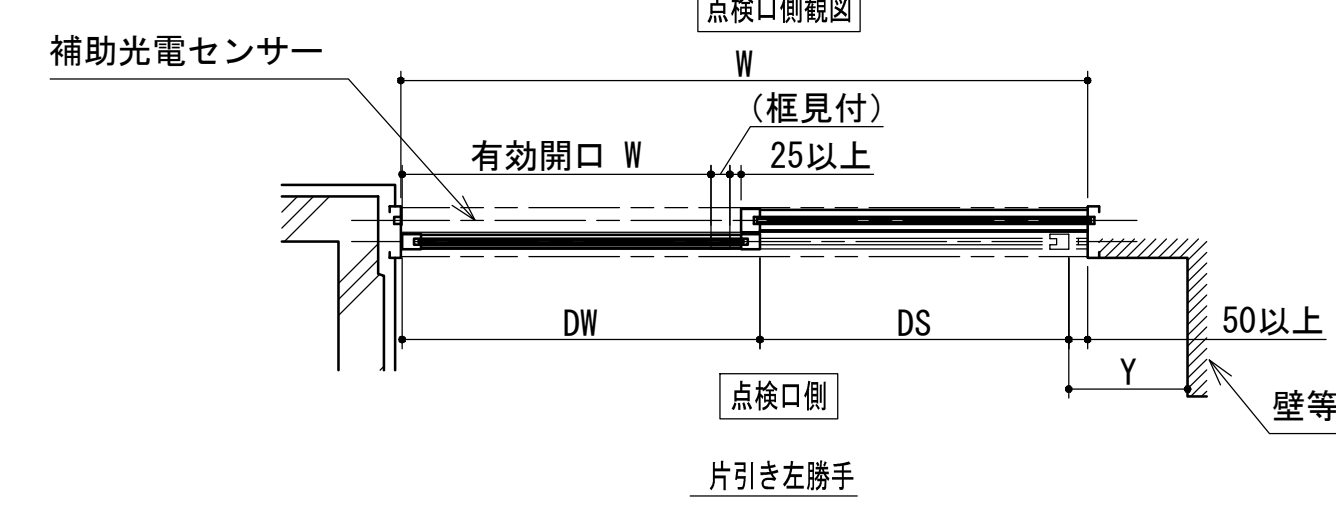 点検口側観図
補助光電センサー
W
(框見付)
有効開口 W
25以上
DW
DS
50以上
Y
点検口側
壁等
片引き左勝手